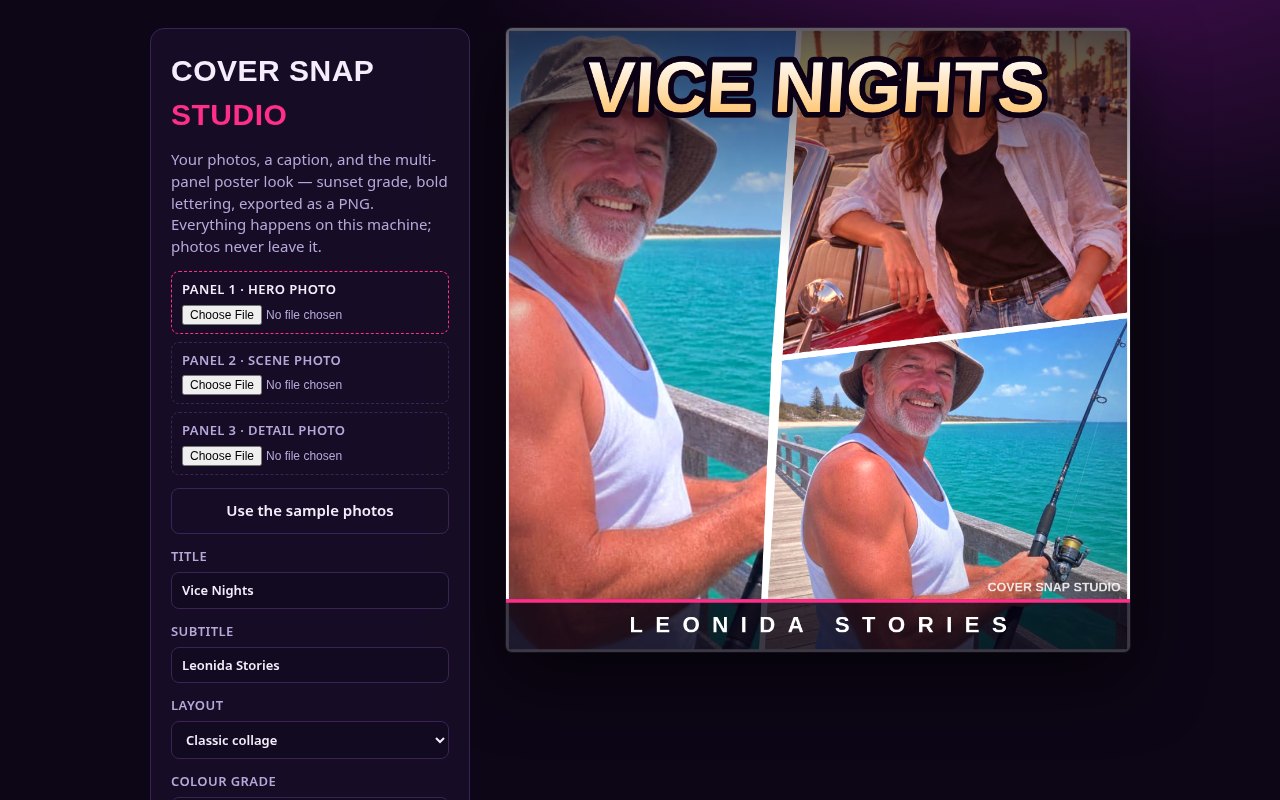 COVER SNAP
STUDIO
Your photos, a caption, and the multi-
panel poster look — sunset grade, bold
lettering, exported as a PNG.
Everything happens on this machine;
photos never leave it.
PANEL 1 · HERO PHOTO
Choose File No file chosen
PANEL 2 · SCENE PHOTO
Choose File No file chosen
PANEL 3 · DETAIL PHOTO
Choose File No file chosen
Use the sample photos
TITLE
Vice Nights
SUBTITLE
Leonida Stories
LAYOUT
Classic collage
COLOUR GRADE
VICE NIGHTS
COVER SNAP STUDIO
LEONIDA STORIES